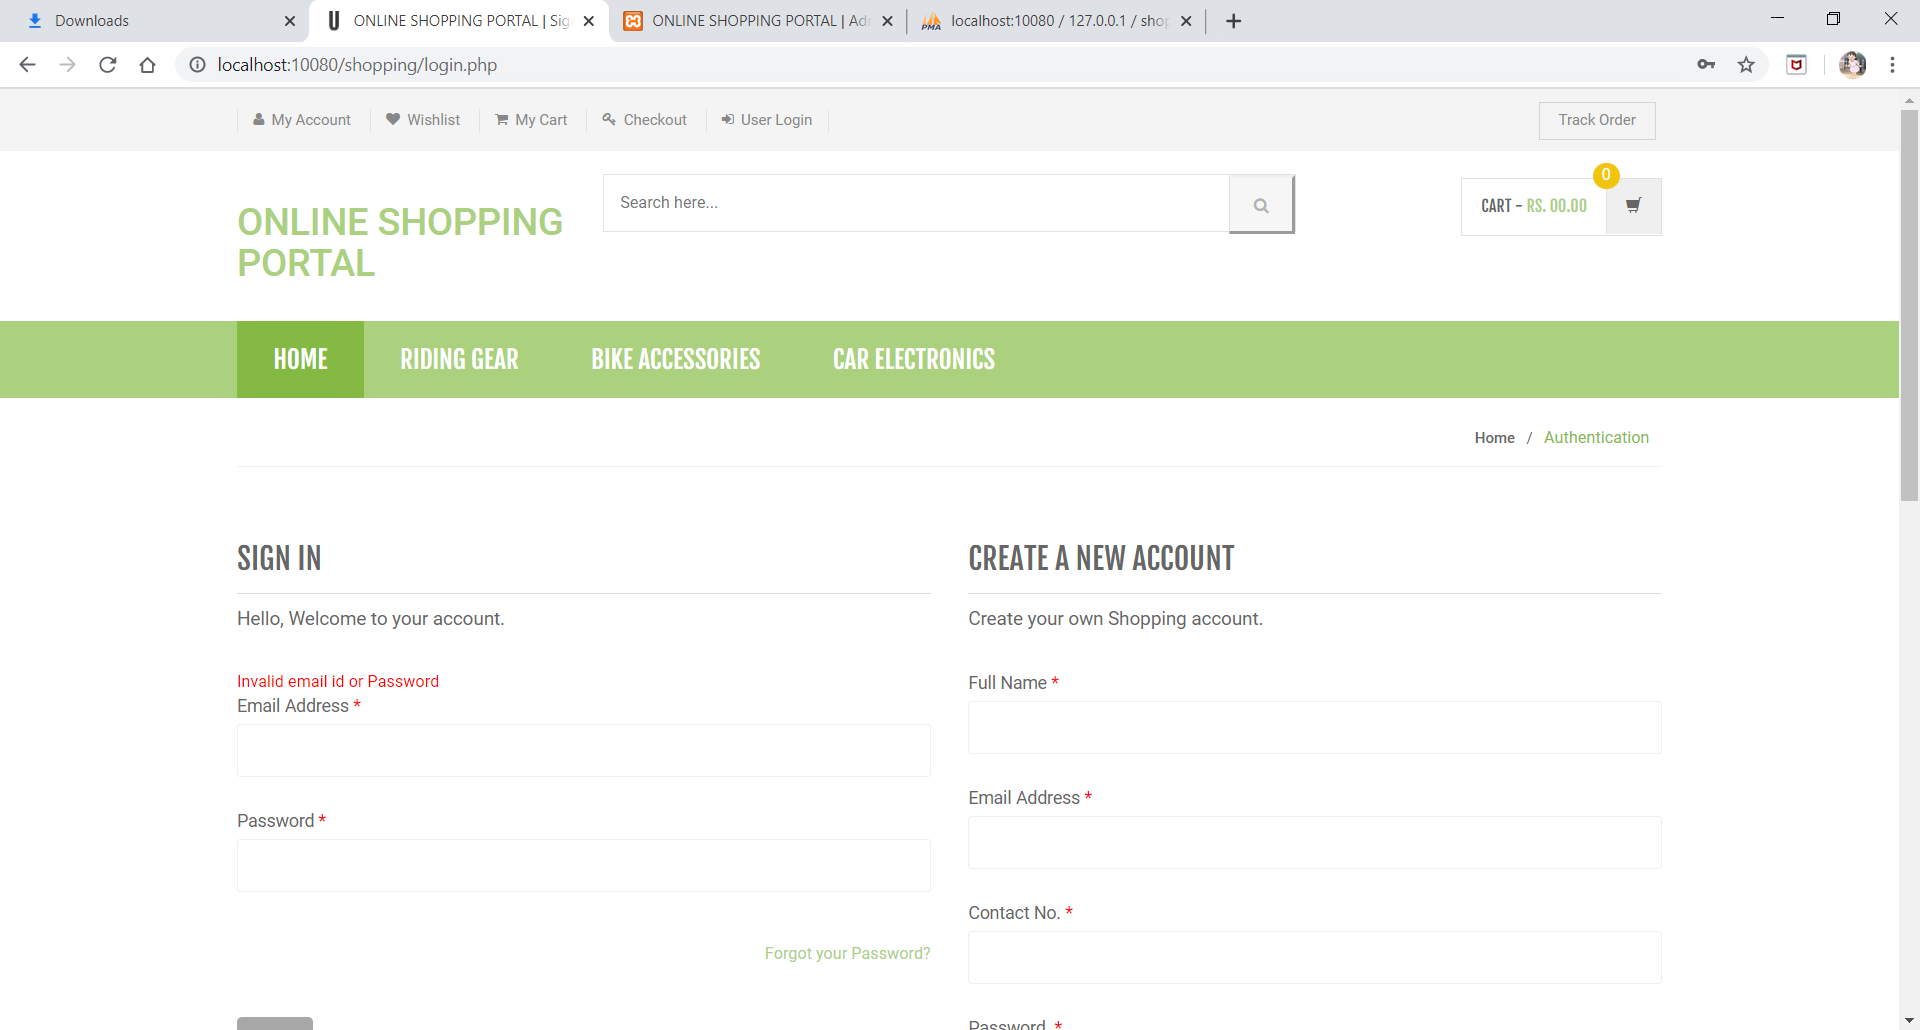 Downloads
ONLINE SHOPPING PORTAL | Sig
ONLINE SHOPPING PORTAL | Ad
localhost:10080 / 127.0.0.1 / shop
localhost:10080/shopping/login.php
My Account
Wishlist
My Cart
Checkout
User Login
Track Order
ONLINE SHOPPING
PORTAL
Search here...
0
CART - RS. 00.00
HOME
RIDING GEAR
BIKE ACCESSORIES
CAR ELECTRONICS
Home / Authentication
SIGN IN
Hello, Welcome to your account.
Invalid email id or Password
Email Address *
Password *
Forgot your Password?
CREATE A NEW ACCOUNT
Create your own Shopping account.
Full Name *
Email Address *
Contact No. *
Password. *